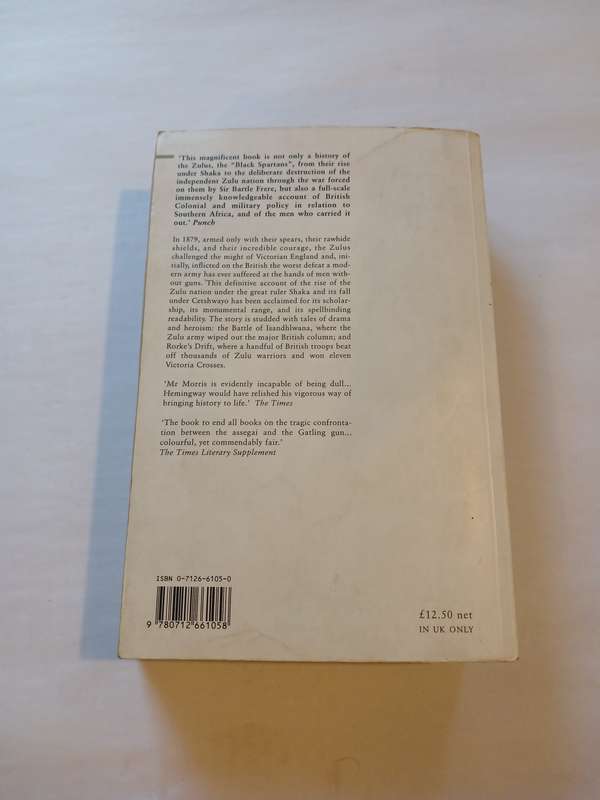 'This magnificent book is not only a history of
the Zulus, the "Black Spartans", from their rise
under Shaka to the deliberate destruction of the
independent Zulu nation through the war forced
on them by Sir Bartle Frere, but also a full-scale
immensely knowledgeable account of British
Colonial and military policy in relation to
Southern Africa, and of the men who carried it
out.' Punch
In 1879, armed only with their spears, their rawhide
shields, and their incredible courage, the Zulus
challenged the might of Victorian England and, ini-
tially, inflicted on the British the worst defeat a mod-
ern army has ever suffered at the hands of men with-
out guns. This definitive account of the rise of the
Zulu nation under the great ruler Shaka and its fall
under Cetshwayo has been acclaimed for its scholar-
ship, its monumental range, and its spellbinding
readability. The story is studded with tales of drama
and heroism: the Battle of Isandhlwana, where the
Zulu army wiped out the major British column; and
Rorke's Drift, where a handful of British troops beat
off thousands of Zulu warriors and won eleven
Victoria Crosses.
'Mr Morris is evidently incapable of being dull...
Hemingway would have relished his vigorous way of
bringing history to life.' The Times
'The book to end all books on the tragic confronta-
tion between the assegai and the Gatling gun...
colourful, yet commendably fair.'
The Times Literary Supplement
ISBN 0-7126-6105-0
9 780712 661058
£12.50 net
IN UK ONLY